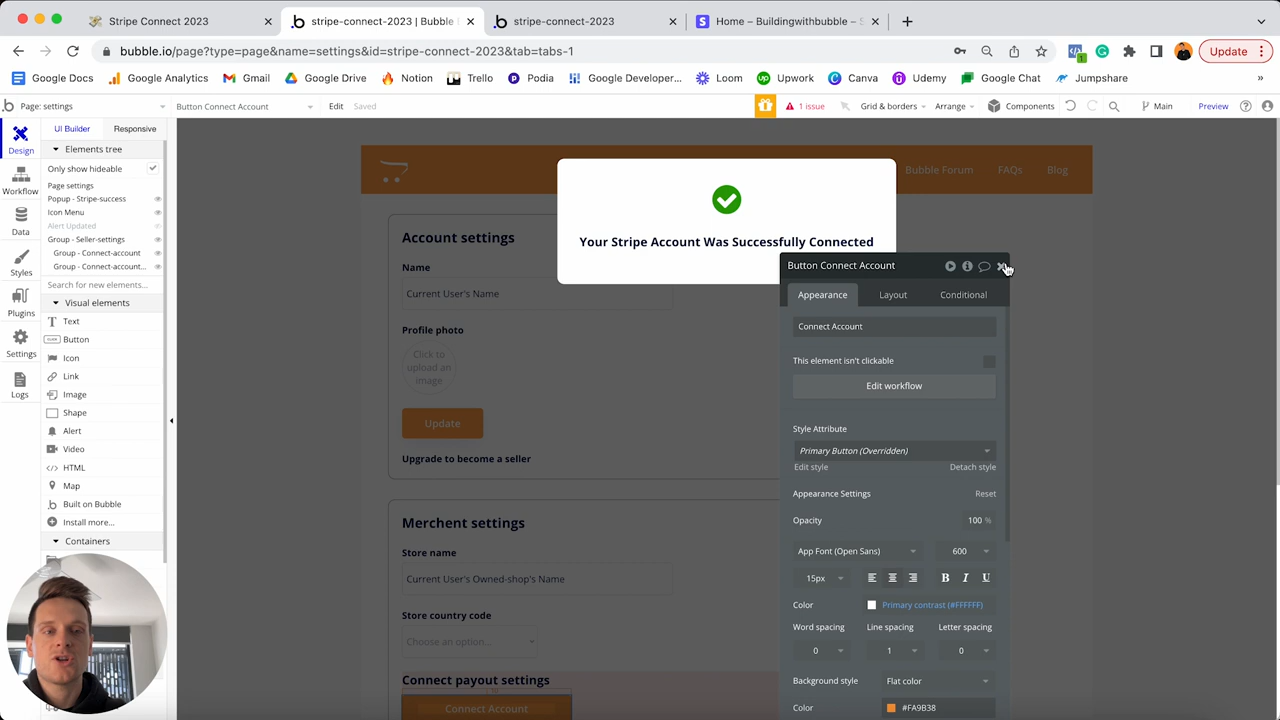 Stripe Connect 2023
stripe-connect-2023 | Bubble
stripe-connect-2023
Home – Buildingwithbubble – S
bubble.io/page?type=page&name=settings&id=stripe-connect-2023&tab=tabs-1
Update
Google Docs
Google Analytics
Gmail
Google Drive
Notion
Trello
Podia
Google Developer...
Loom
Upwork
Canva
Udemy
Google Chat
Jumpshare
Page: settings
Button Connect Account
Edit
Saved
1 issue
Grid & borders
Arrange
Components
Main
Preview
Design
Workflow
Data
Styles
Plugins
Settings
Logs
UI Builder
Responsive
Elements tree
Only show hideable
Page settings
Popup - Stripe-success
Icon Menu
Alert Updated
Group - Seller-settings
Group - Connect-account
Group - Connect-account...
Search for new elements...
Visual elements
Text
Button
Icon
Link
Image
Shape
Alert
Video
HTML
Map
Built on Bubble
Install more...
Containers
Bubble Forum
FAQs
Blog
Your Stripe Account Was Successfully Connected
Account settings
Name
Current User's Name
Profile photo
Click to
upload an
image
Update
Upgrade to become a seller
Merchent settings
Store name
Current User's Owned-shop's Name
Store country code
Choose an option...
Connect payout settings
Connect Account
Button Connect Account
Appearance
Layout
Conditional
Connect Account
This element isn't clickable
Edit workflow
Style Attribute
Primary Button (Overridden)
Edit style
Detach style
Appearance Settings
Reset
Opacity
100 %
App Font (Open Sans)
600
15px
B I U
Color
Primary contrast (#FFFFFF)
Word spacing
Line spacing
Letter spacing
0
1
0
Background style
Flat color
Color
#FA9B38